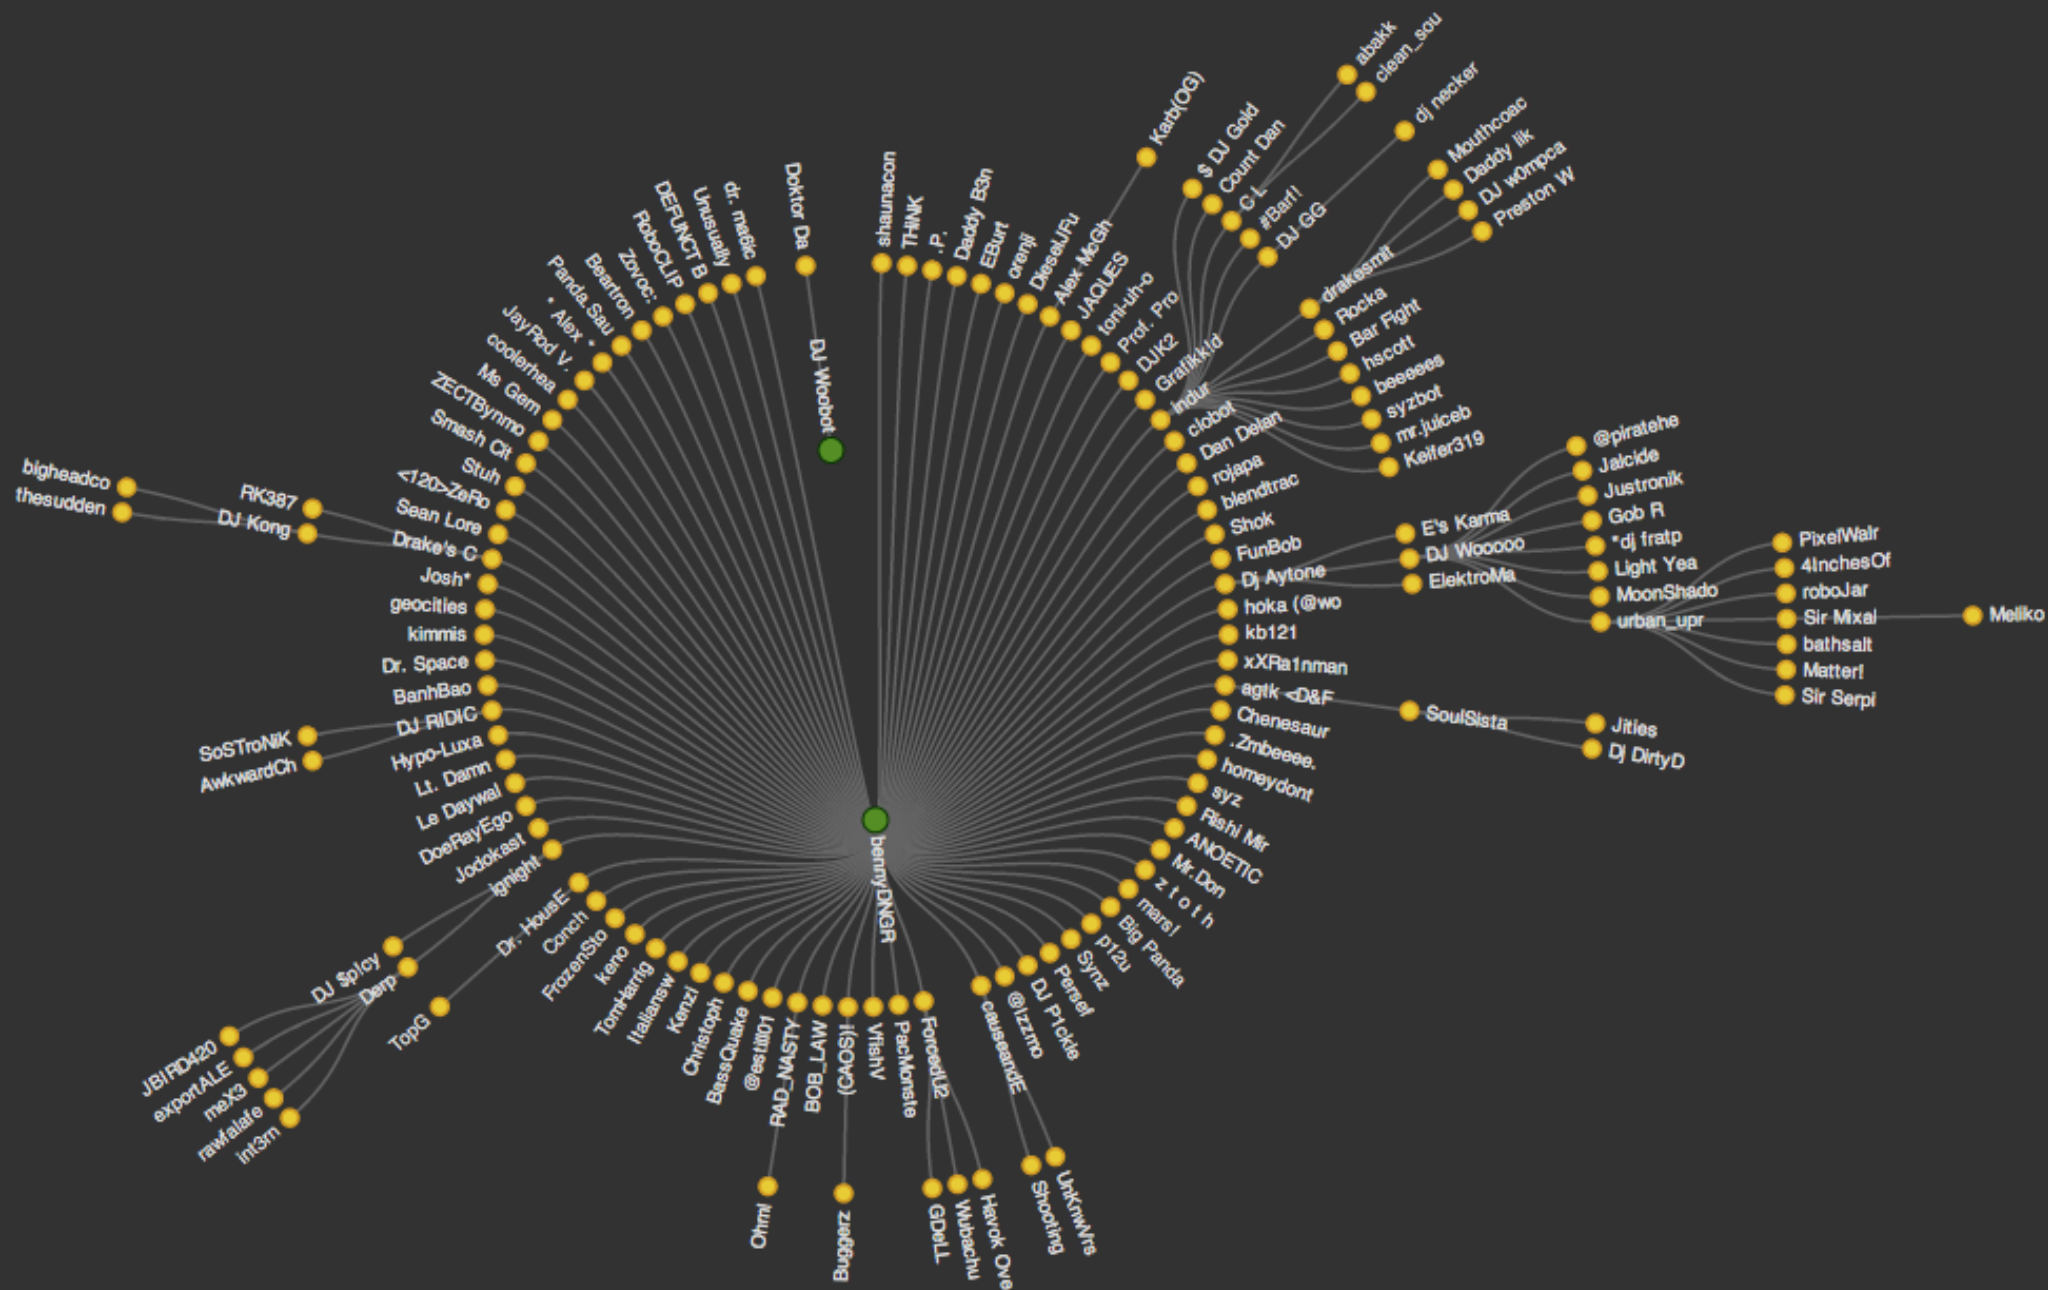 shaunacon
THINK
.P.
Daddy B3n
EBurt
orenji
DieselJFu
Alex McGh
Karb(OG)
JAQUES
toni-uh-o
Prof. Pro
DJK2
Grafikk!d
indur
$ DJ Gold
Count Dan
C-L
abakk
clean_sou
#Barf!
DJ-GG
dj necker
drakesmit
Mouthcoac
Daddy lik
DJ w0mpca
Preston W
Rocka
Bar Fight
hscott
beeeees
syzbot
mr.juiceb
Keifer319
clobot
Dan Delan
rojapa
blendtrac
Shok
FunBob
Dj Aytone
E's Karma
DJ Wooooo
ElektroMa
@piratehe
Jalcide
Justronik
Gob R
*dj fratp
Light Yea
MoonShado
urban_upr
PixelWalr
4InchesOf
roboJar
Sir Mixal
Meliko
bathsalt
Matter!
Sir Serpi
hoka (@wo
kb121
xXRa1nman
agtk <D&F
SoulSista
Jities
Dj DirtyD
Chenesaur
.Zmbeeee.
homeydont
syz
Rishi Mir
ANOETIC
Mr.Don
z t o t h
mars!
Big Panda
p12u
Synz
Persef
DJ P1ckle
@izzmo
causeandE
UnKnwVrs
Shooting
ForcedU2
Havok Ove
Wubachu
GDeLL
PacMonste
VfishV
(CAOS)!
Buggerz
BOB_LAW
RAD_NASTY
Ohml
@estill01
BassQuake
Christoph
Kenzi
Italiansw
TomHarrig
keno
FrozenSto
Conch
Dr. HousE
TopG
ignight
DJ $p!cy
Derp
JBIRD420
exportALE
meX3
rawfalafe
int3rn
Jodokast
DoeRayEgo
Le Daywal
Lt. Damn
Hypo-Luxa
DJ RIDIC
SoSTroNiK
AwkwardCh
BanhBao
Dr. Space
kimmis
geocities
Josh*
Drake's C
RK387
DJ Kong
bigheadco
thesudden
Sean Lore
<120>ZeRo
Stuh
Smash Cit
ZECTBynmo
Ms Gem
coolerhea
JayRod V.
* Alex *
Panda.Sau
Beartron
Zovoc:
RoboCLIP
DEFUNCT B
Unusually
dr. ma6ic
Doktor Da
DJ Woobot
bennyDNGR